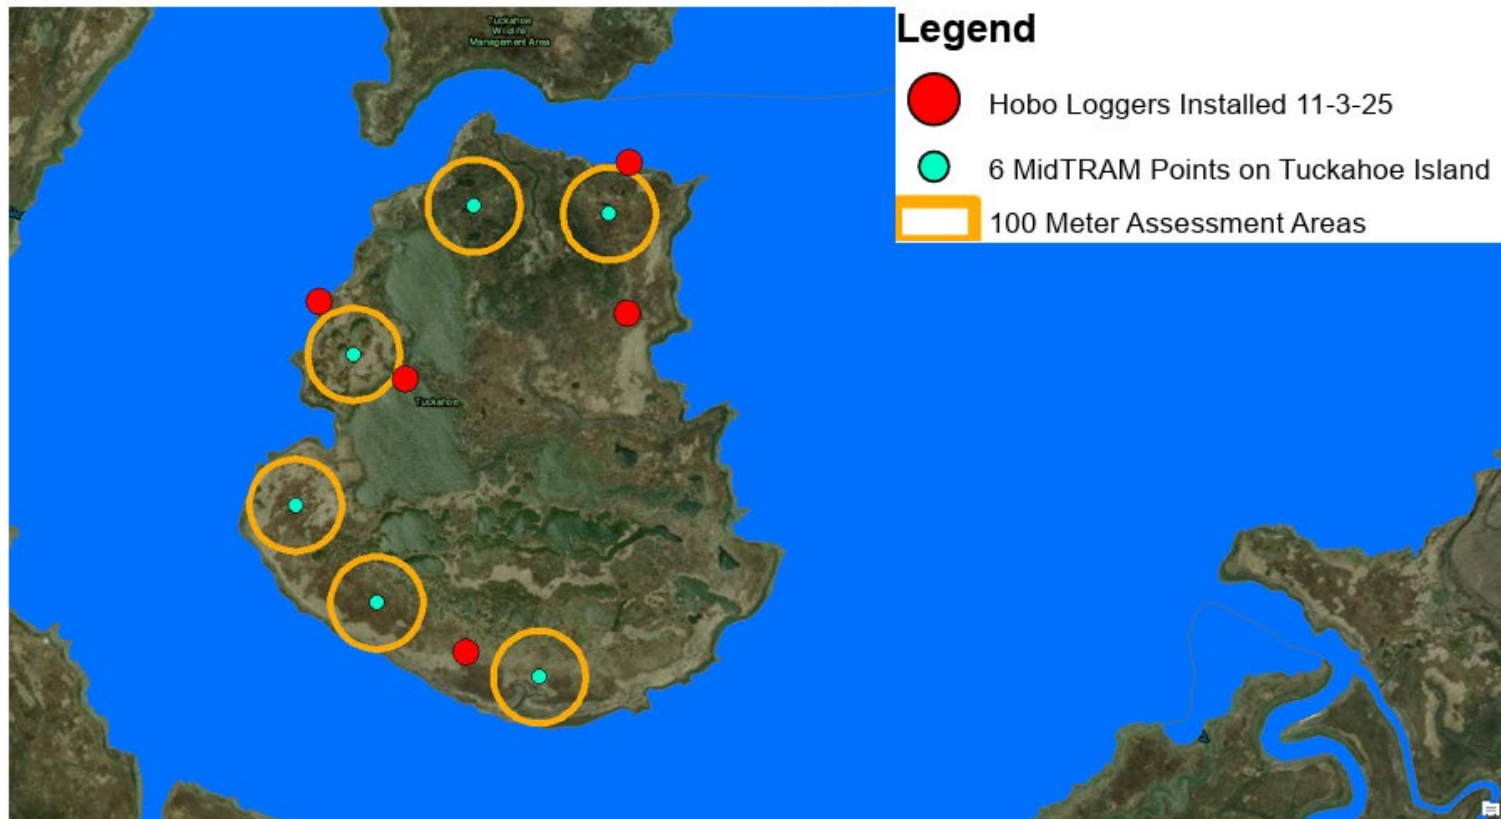 Tuckahoe
Wildlife
Management Area
Legend
Hobo Loggers Installed 11-3-25
6 MidTRAM Points on Tuckahoe Island
100 Meter Assessment Areas
Tuckahoe